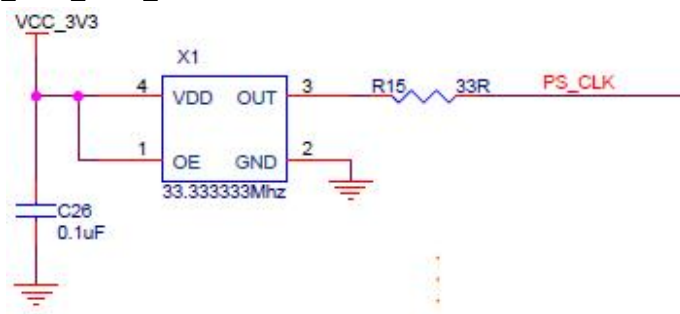 VCC_3V3
X1
4 VDD OUT 3 R15 33R PS_CLK
1 OE GND 2
33.333333Mhz
C26
0.1uF